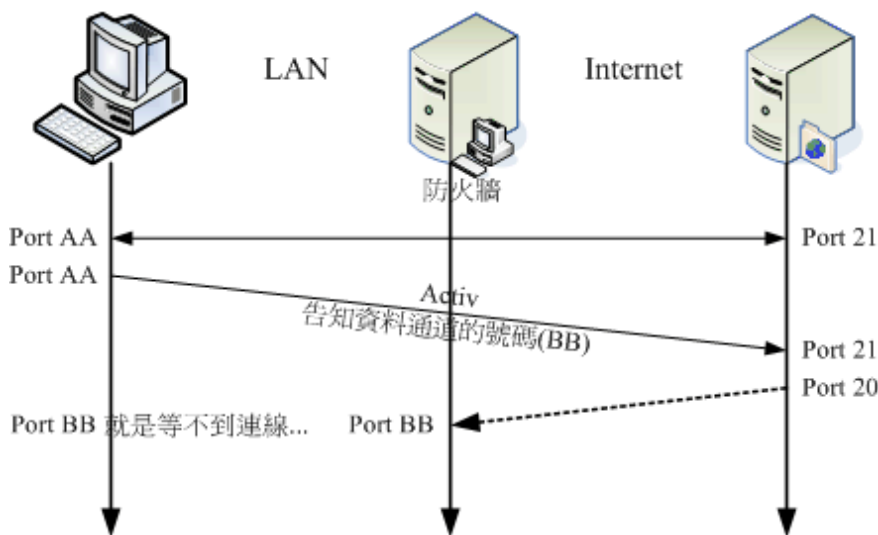 LAN
Internet
防火牆
Port AA
Port 21
Port AA
Activ
告知資料通道的號碼(BB)
Port 21
Port 20
Port BB 就是等不到連線...
Port BB